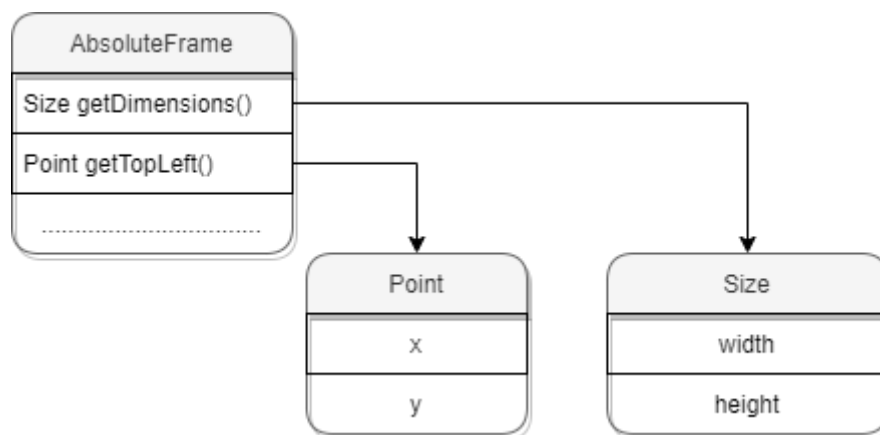 AbsoluteFrame
Size getDimensions()
Point getTopLeft()
Point
x
y
Size
width
height